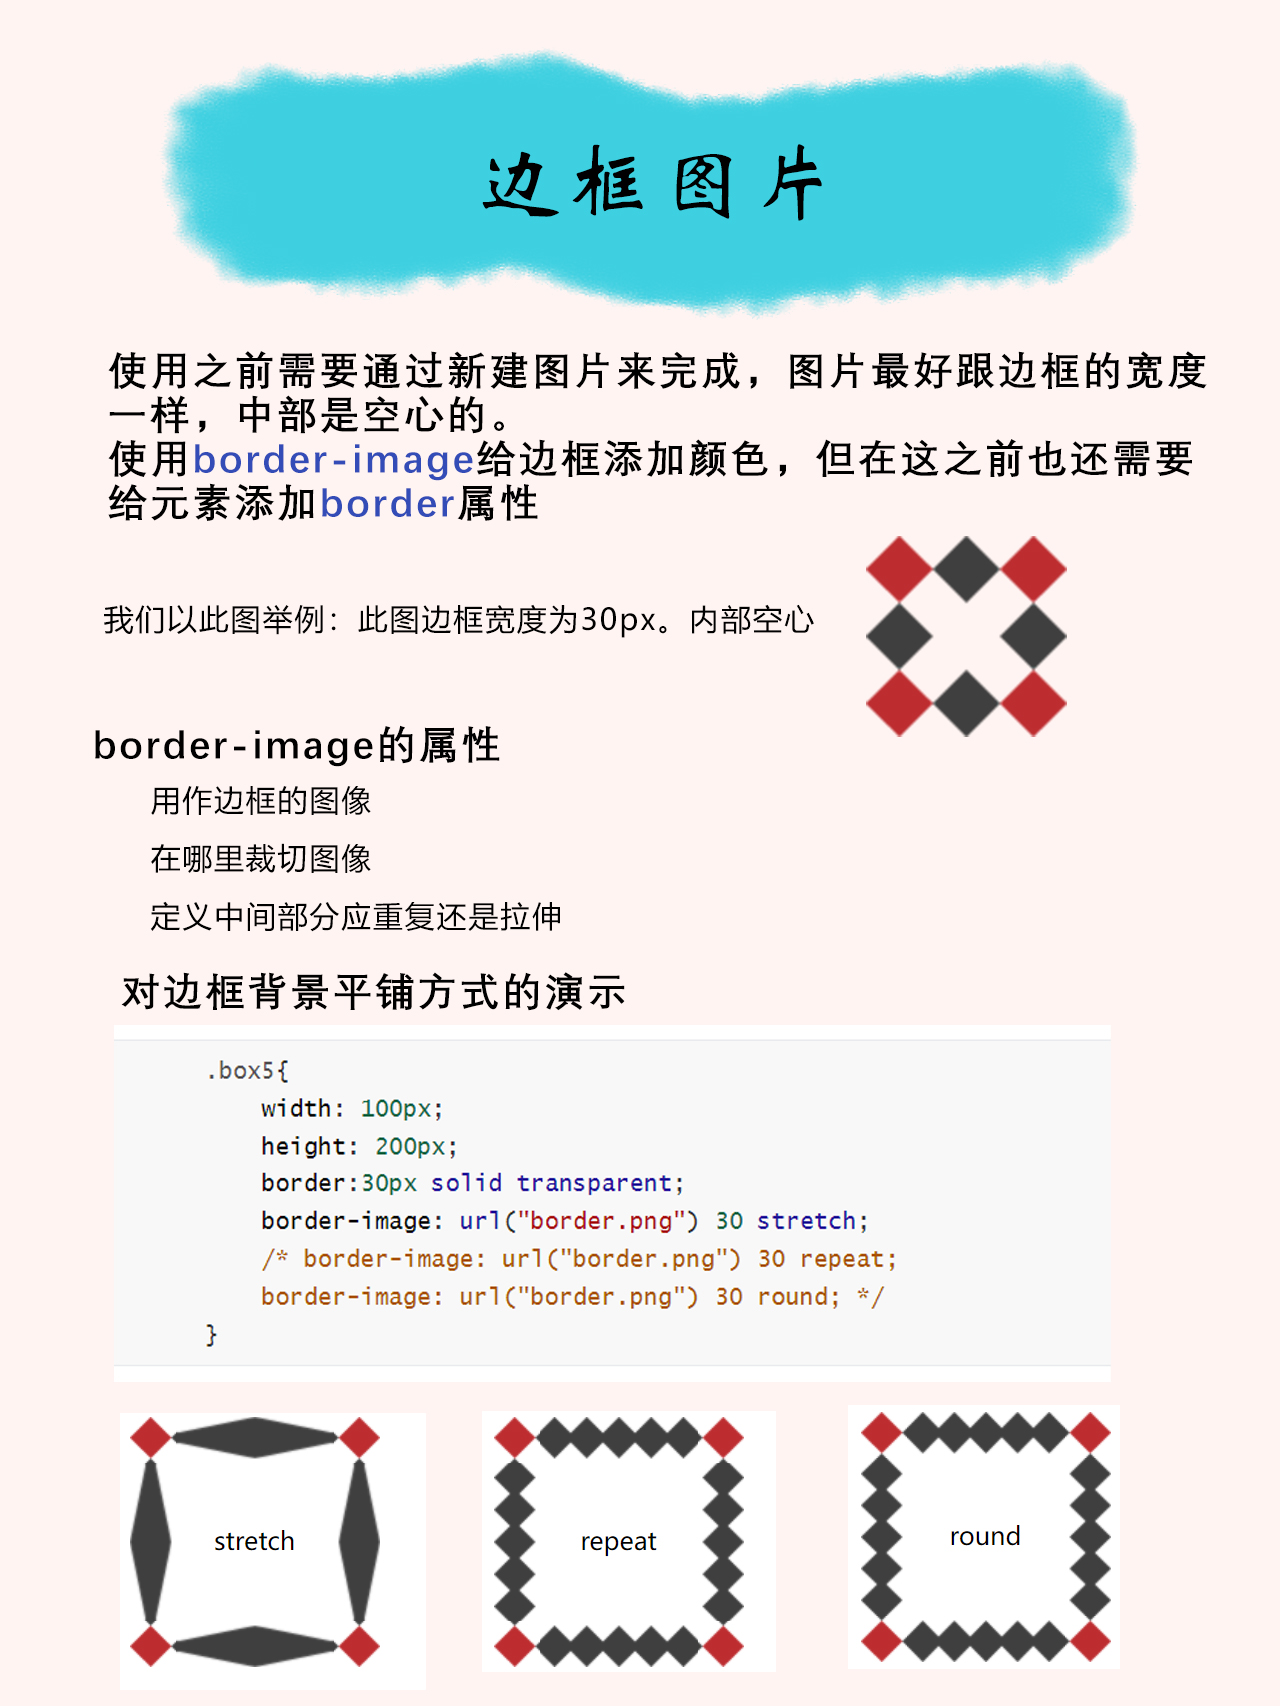 边框图片
使用之前需要通过新建图片来完成，图片最好跟边框的宽度
一样，中部是空心的。
使用border-image给边框添加颜色，但在这之前也还需要
给元素添加border属性
我们以此图举例：此图边框宽度为30px。内部空心
border-image的属性
用作边框的图像
在哪里裁切图像
定义中间部分应重复还是拉伸
对边框背景平铺方式的演示
.box5{
width: 100px;
height: 200px;
border:30px solid transparent;
border-image: url("border.png") 30 stretch;
/* border-image: url("border.png") 30 repeat;
border-image: url("border.png") 30 round; */
}
stretch
repeat
round